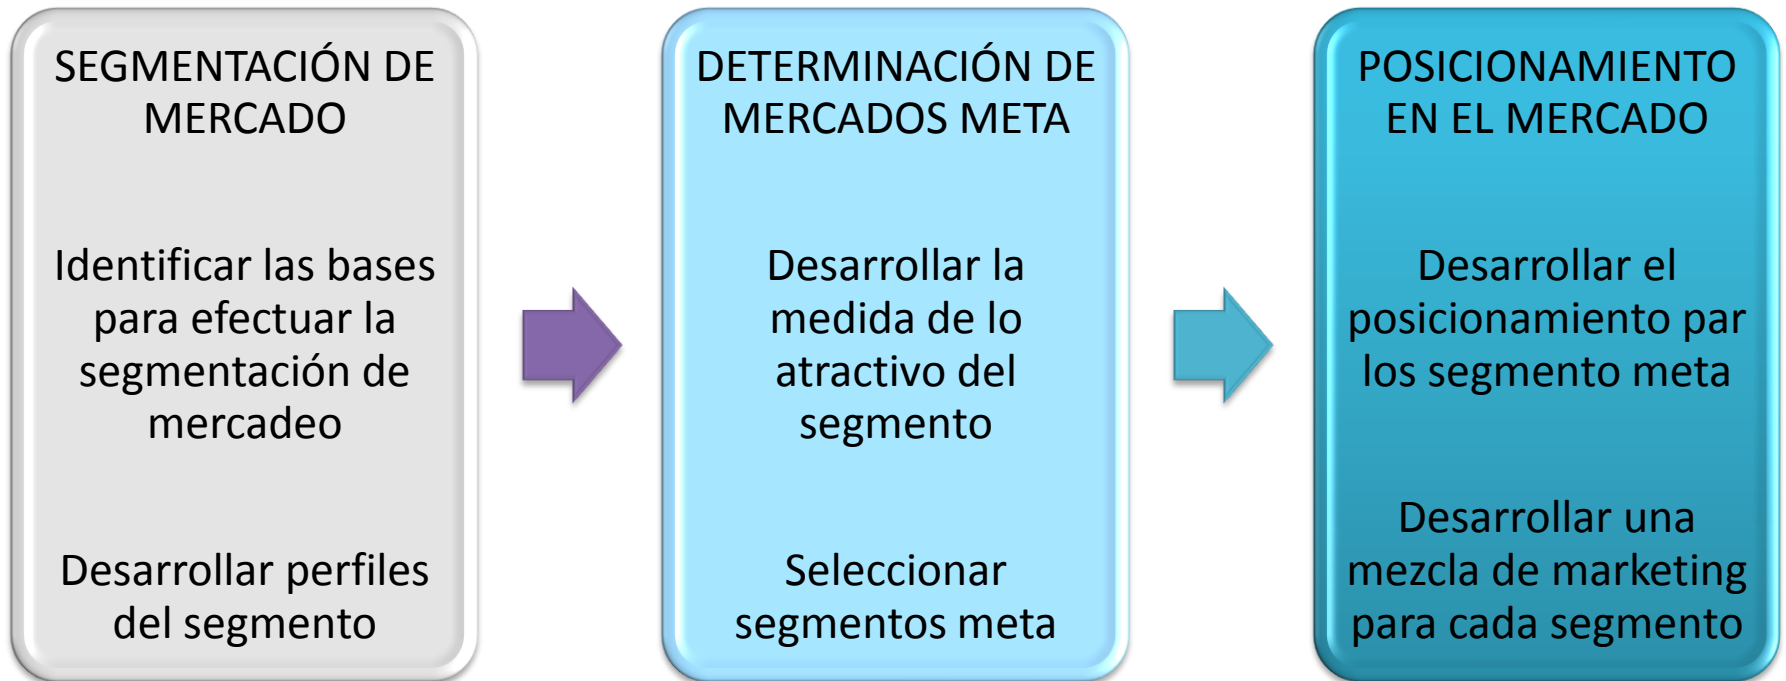 SEGMENTACIÓN DE
MERCADO
Identificar las bases
para efectuar la
segmentación de
mercadeo
Desarrollar perfiles
del segmento
DETERMINACIÓN DE
MERCADOS META
Desarrollar la
medida de lo
atractivo del
segmento
Seleccionar
segmentos meta
POSICIONAMIENTO
EN EL MERCADO
Desarrollar el
posicionamiento par
los segmento meta
Desarrollar una
mezcla de marketing
para cada segmento